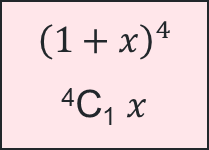 (1 + x)⁴
⁴C₁ x